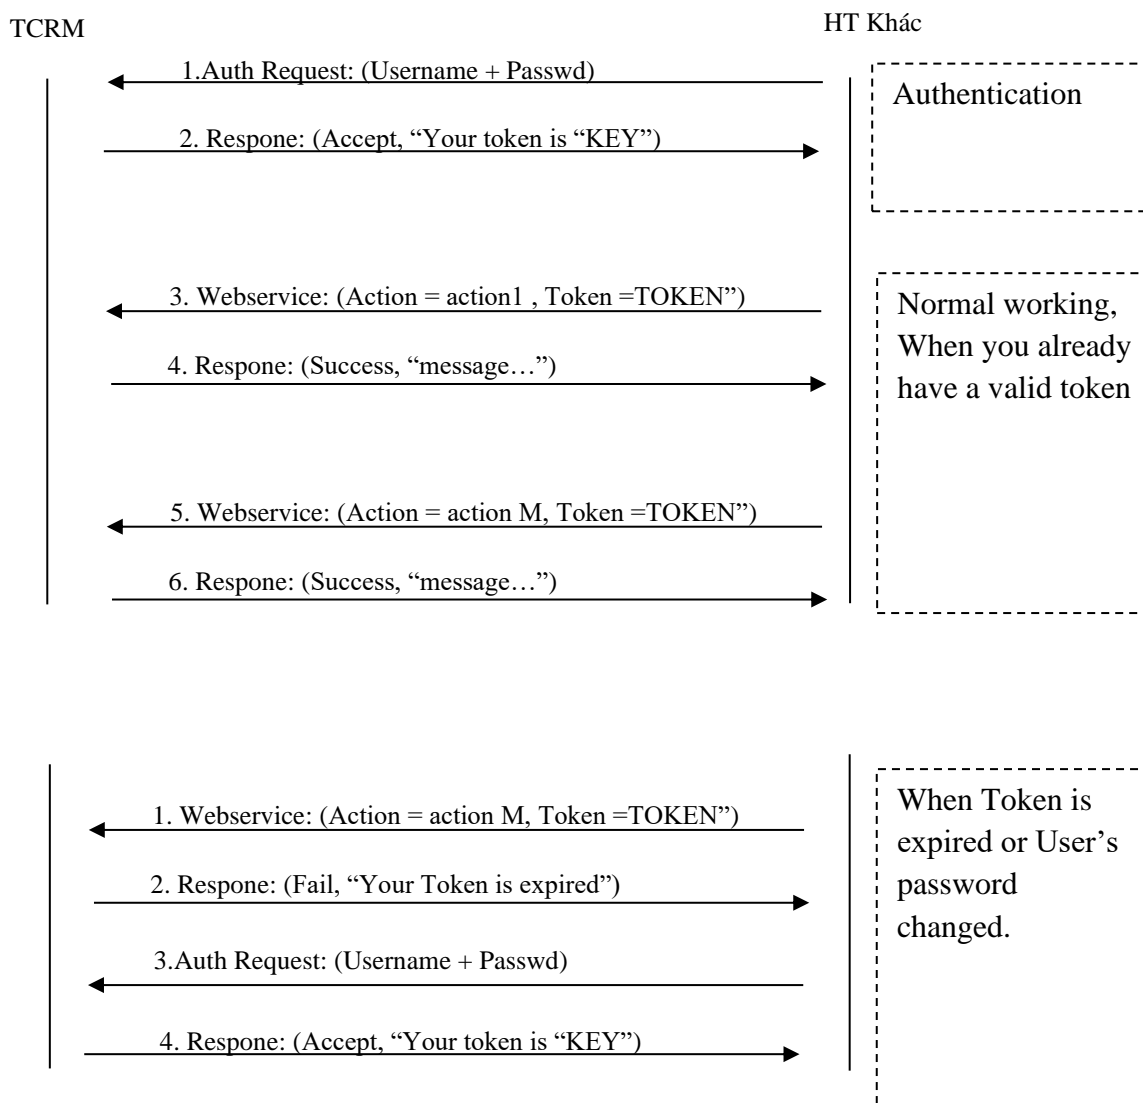 TCRM
HT Khác
1.Auth Request: (Username + Passwd)
Authentication
2. Respone: (Accept, “Your token is “KEY”)
3. Webservice: (Action = action1 , Token =TOKEN”)
Normal working,
When you already
have a valid token
4. Respone: (Success, “message…”)
5. Webservice: (Action = action M, Token =TOKEN”)
6. Respone: (Success, “message…”)
1. Webservice: (Action = action M, Token =TOKEN”)
When Token is
expired or User’s
password
changed.
2. Respone: (Fail, “Your Token is expired”)
3.Auth Request: (Username + Passwd)
4. Respone: (Accept, “Your token is “KEY”)